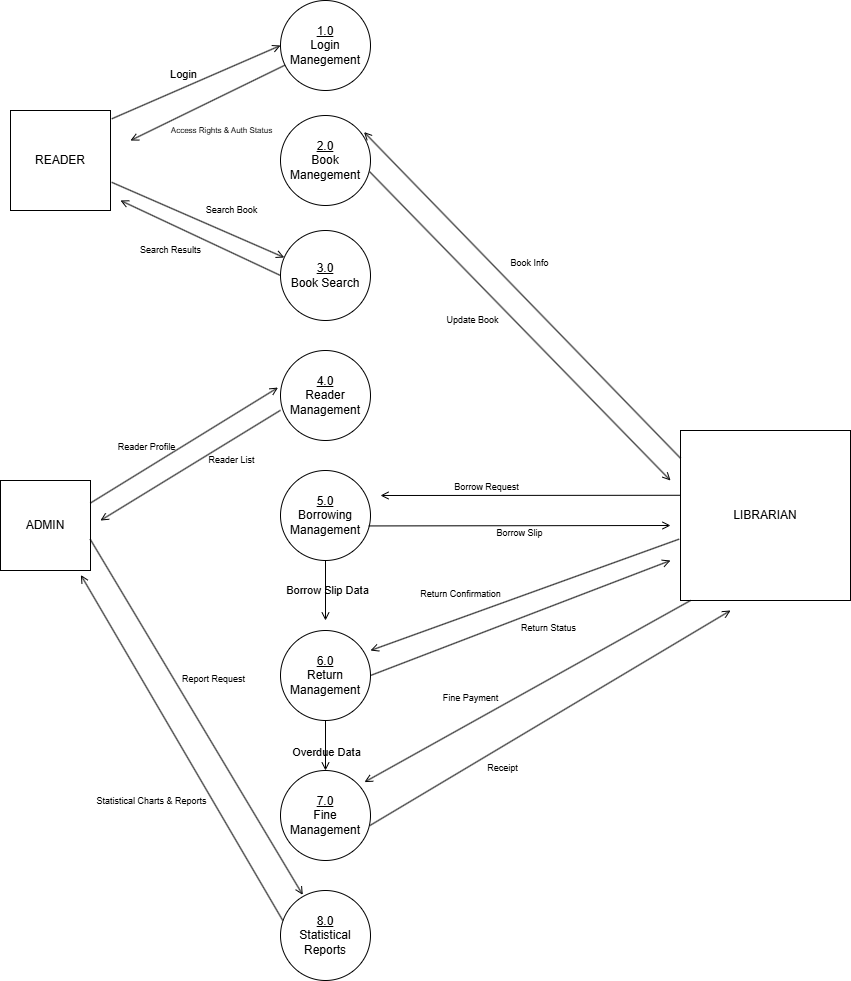 1.0
Login
Manegement
Login
Access Rights & Auth Status
READER
2.0
Book
Manegement
Search Book
Search Results
3.0
Book Search
Book Info
Update Book
4.0
Reader
Management
Reader Profile
Reader List
ADMIN
5.0
Borrowing
Management
Borrow Request
Borrow Slip
LIBRARIAN
Borrow Slip Data
Return Confirmation
Return Status
6.0
Return
Management
Report Request
Fine Payment
Overdue Data
Receipt
7.0
Fine
Management
Statistical Charts & Reports
8.0
Statistical
Reports